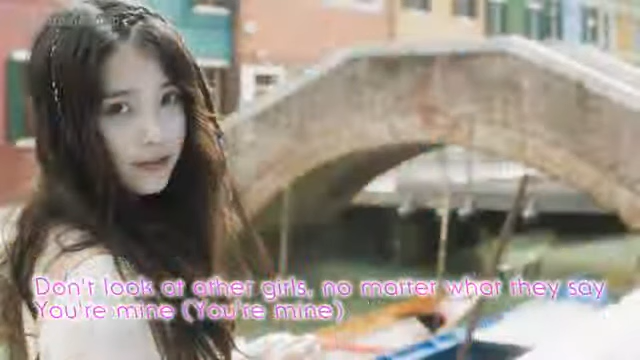 Don't look at other girls, no matter what they say
You're mine (You're mine)